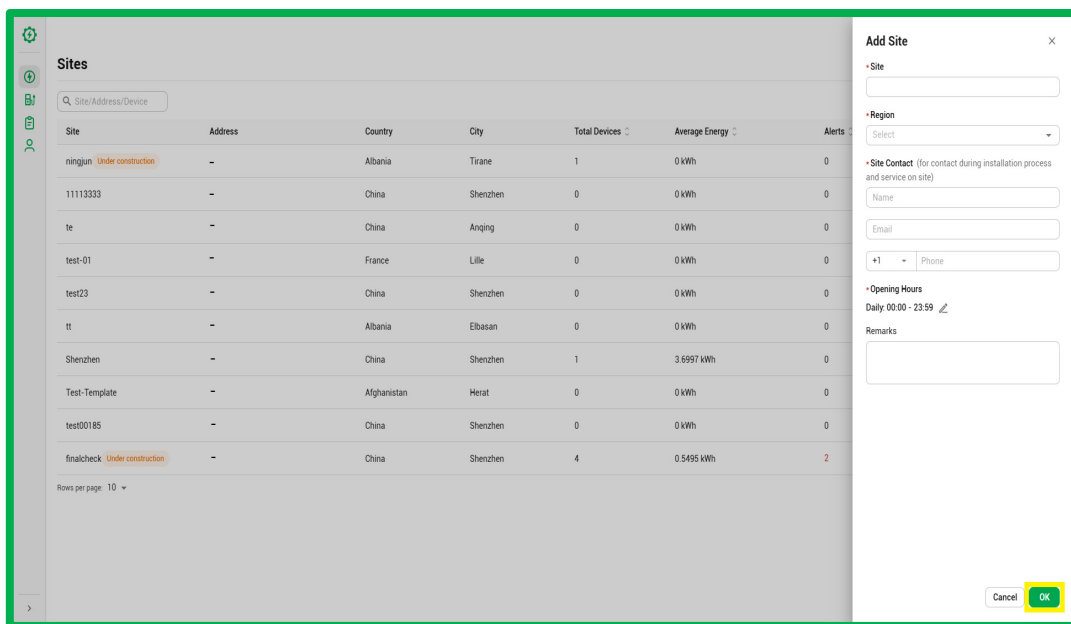 Sites
Site/Address/Device
Site Address Country City Total Devices Average Energy Alerts
ningjun Under construction - Albania Tirane 1 0 kWh 0
11113333 - China Shenzhen 0 0 kWh 0
te - China Anqing 0 0 kWh 0
test-01 - France Lille 0 0 kWh 0
test23 - China Shenzhen 0 0 kWh 0
tt - Albania Elbasan 0 0 kWh 0
Shenzhen - China Shenzhen 1 3.6997 kWh 0
Test-Template - Afghanistan Herat 0 0 kWh 0
test00185 - China Shenzhen 0 0 kWh 0
finalcheck Under construction - China Shenzhen 4 0.5495 kWh 2
Rows per page: 10
Add Site
* Site
* Region
Select
* Site Contact (for contact during installation process
and service on site)
Name
Email
+1 Phone
* Opening Hours
Daily: 00:00 - 23:59
Remarks
Cancel OK